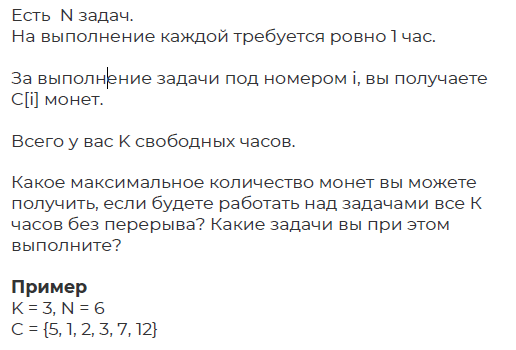 Есть N задач.
На выполнение каждой требуется ровно 1 час.
За выполнение задачи под номером i, вы получаете
C[i] монет.
Всего у вас K свободных часов.
Какое максимальное количество монет вы можете
получить, если будете работать над задачами все К
часов без перерыва? Какие задачи вы при этом
выполните?
Пример
K = 3, N = 6
C = {5, 1, 2, 3, 7, 12}